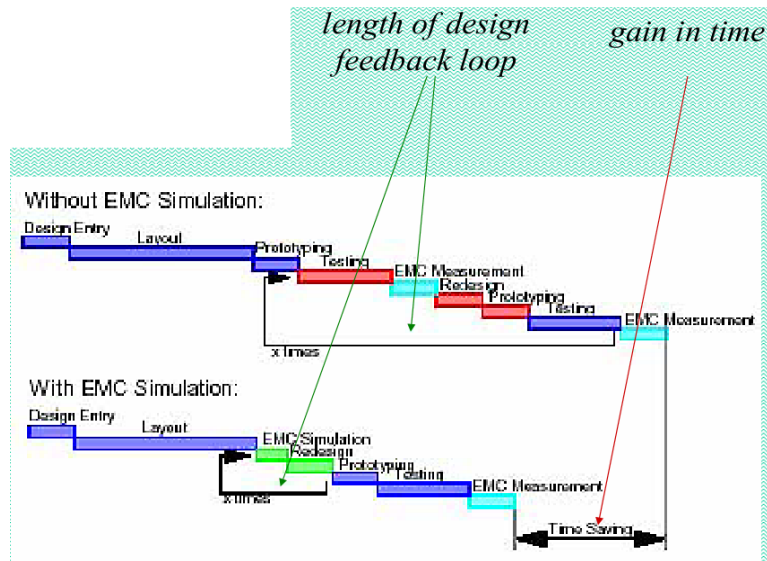 length of design
feedback loop
gain in time
Without EMC Simulation:
Design Entry
Layout
Prototyping
Testing
EMC Measurement
Redesign
Prototyping
Testing
EMC Measurement
x times
With EMC Simulation:
Design Entry
Layout
EMC Simulation
Redesign
Prototyping
Testing
EMC Measurement
x times
Time Saving